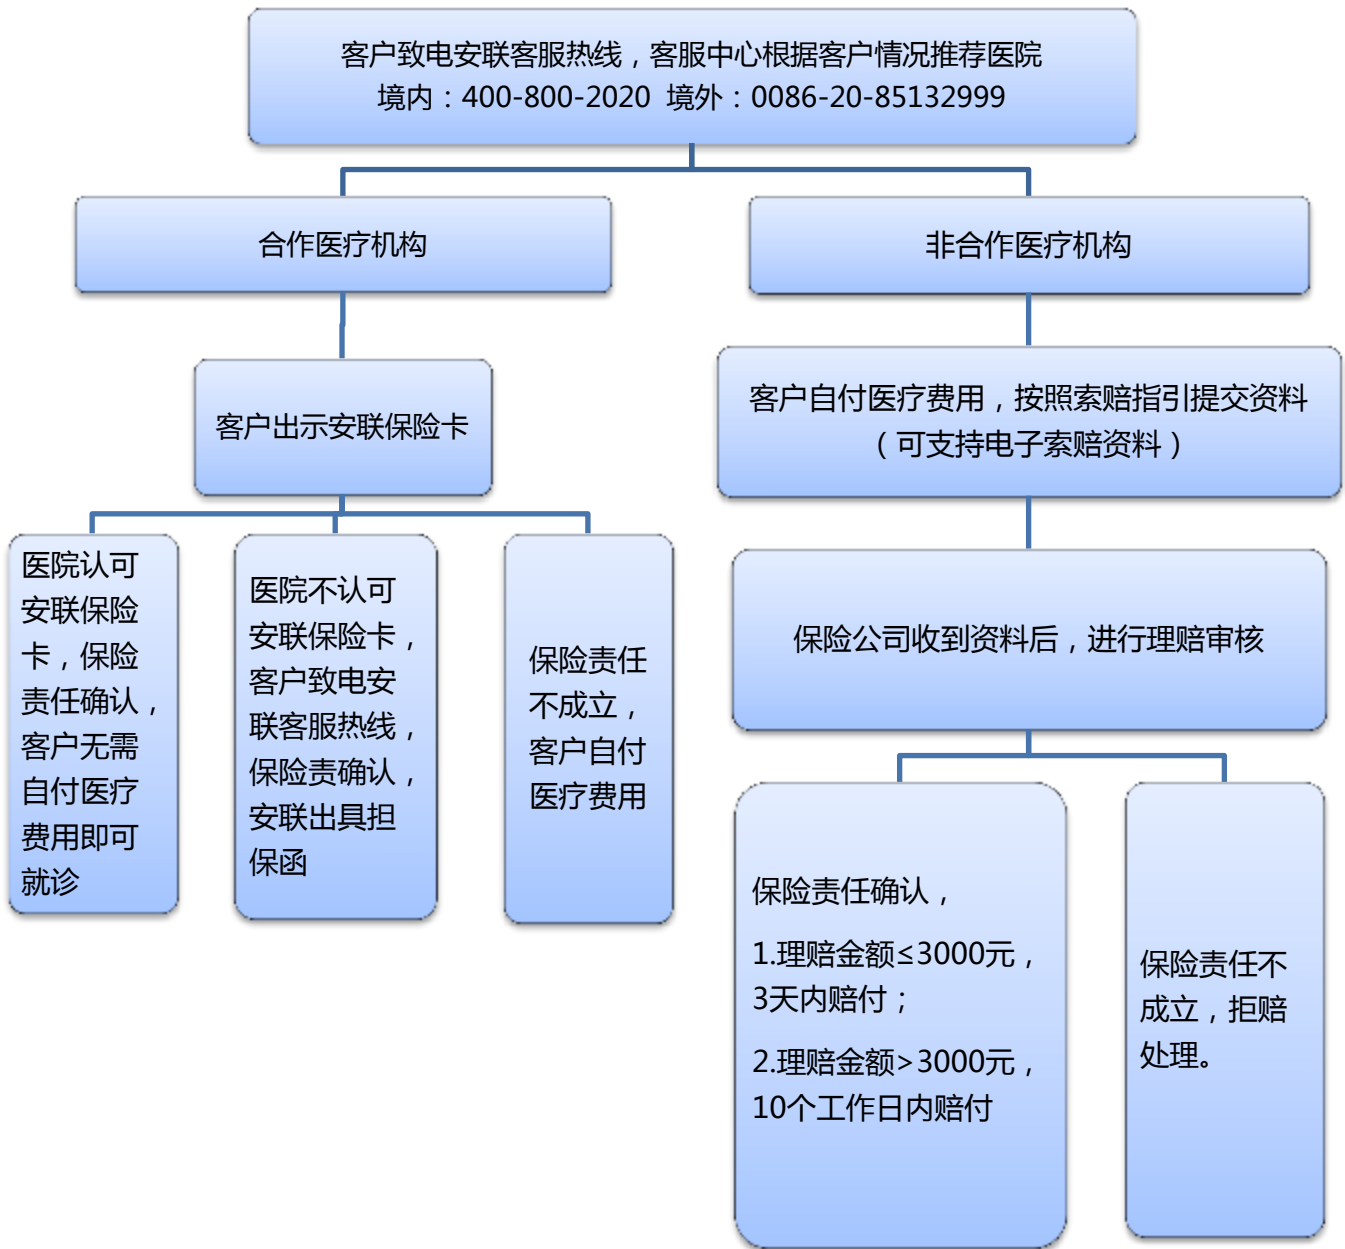 客户致电安联客服热线，客服中心根据客户情况推荐医院
境内：400-800-2020 境外：0086-20-85132999
合作医疗机构
非合作医疗机构
客户出示安联保险卡
客户自付医疗费用，按照索赔指引提交资料
（可支持电子索赔资料）
医院认可
安联保险
卡，保险
责任确认，
客户无需
自付医疗
费用即可
就诊
医院不认可
安联保险卡，
客户致电安
联客服热线，
保险责确认，
安联出具担
保函
保险责任
不成立，
客户自付
医疗费用
保险公司收到资料后，进行理赔审核
保险责任确认，
1.理赔金额≤3000元，
3天内赔付；
2.理赔金额>3000元，
10个工作日内赔付
保险责任不
成立，拒赔
处理。